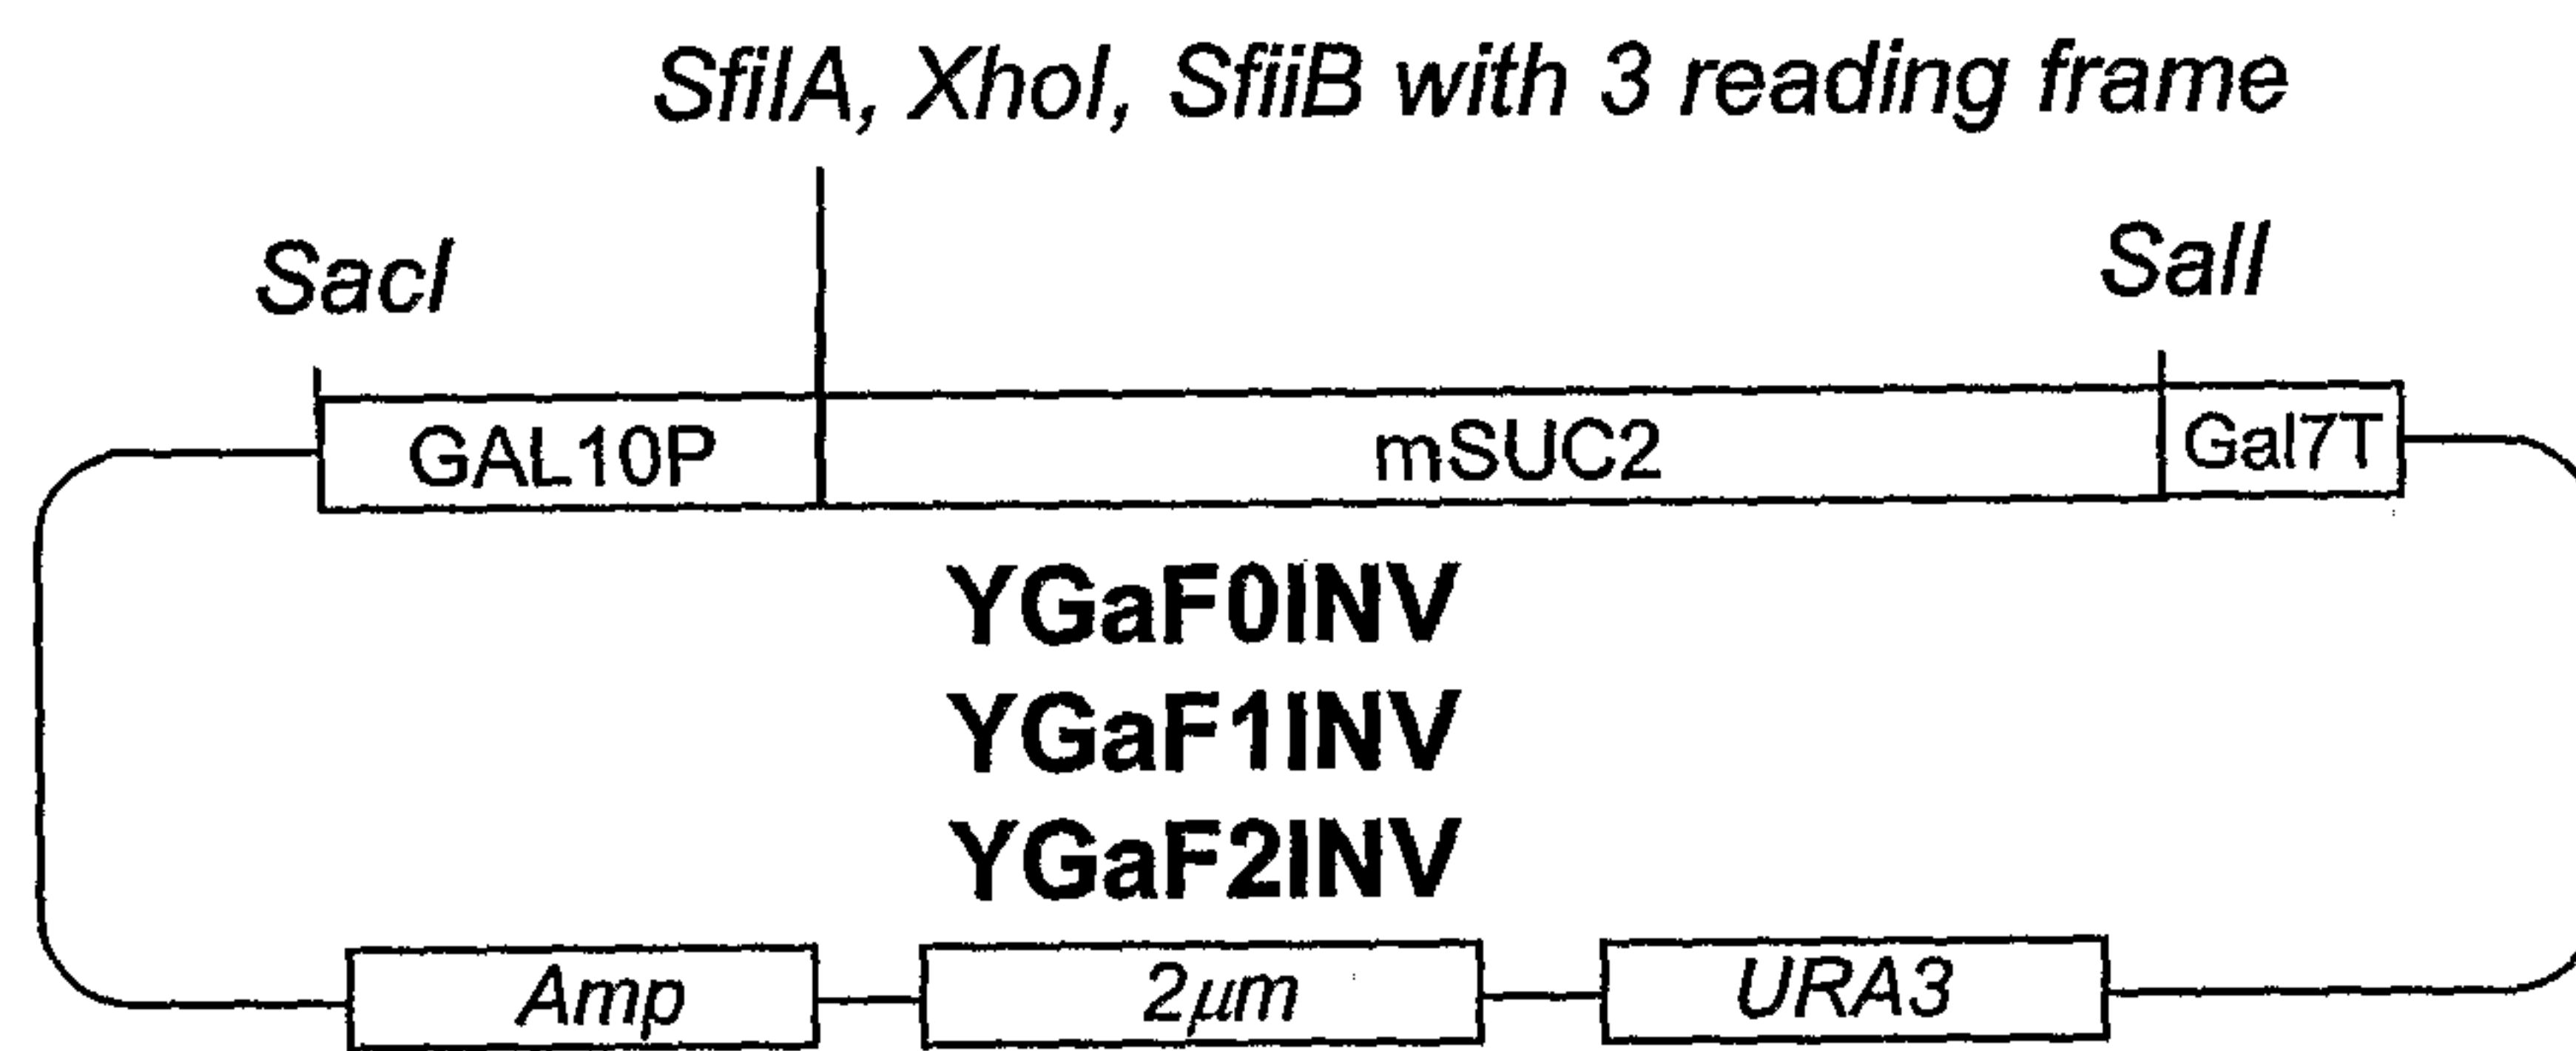 SfiIA, XhoI, SfiiB with 3 reading frame
SacI
SalI
GAL10P
mSUC2
Gal7T
YGaF0INV
YGaF1INV
YGaF2INV
Amp
2μm
URA3